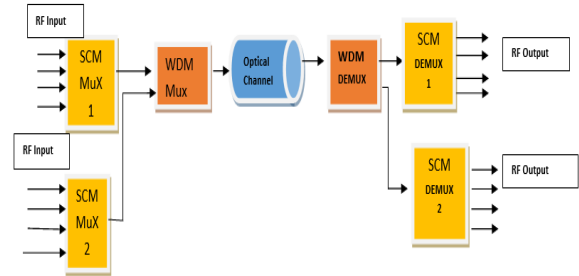 RF Input
SCM
MuX
1
WDM
Mux
Optical
Channel
WDM
DEMUX
SCM
DEMUX
1
RF Output
RF Input
SCM
MuX
2
SCM
DEMUX
2
RF Output